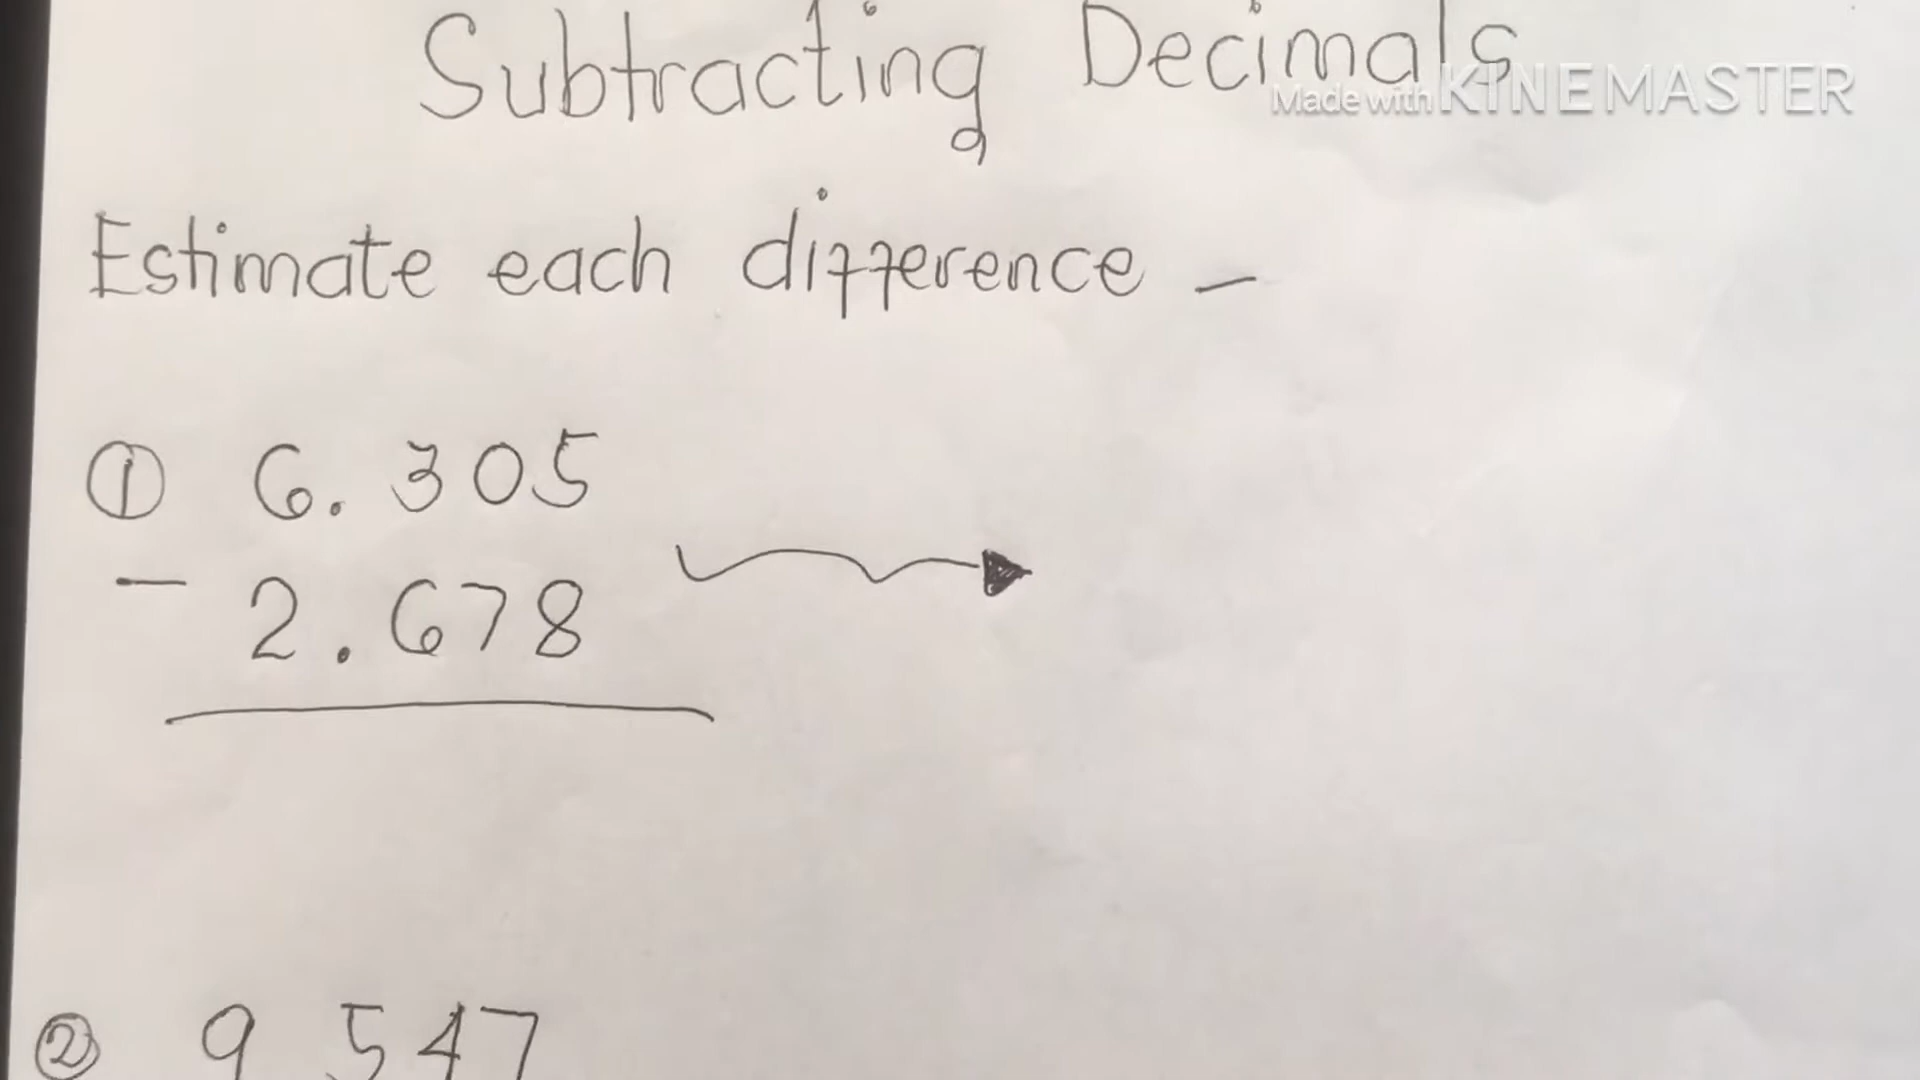 Subtracting Decimals
Made with KINEMASTER
Estimate each difference -
① 6.305
- 2.678
② 9 547